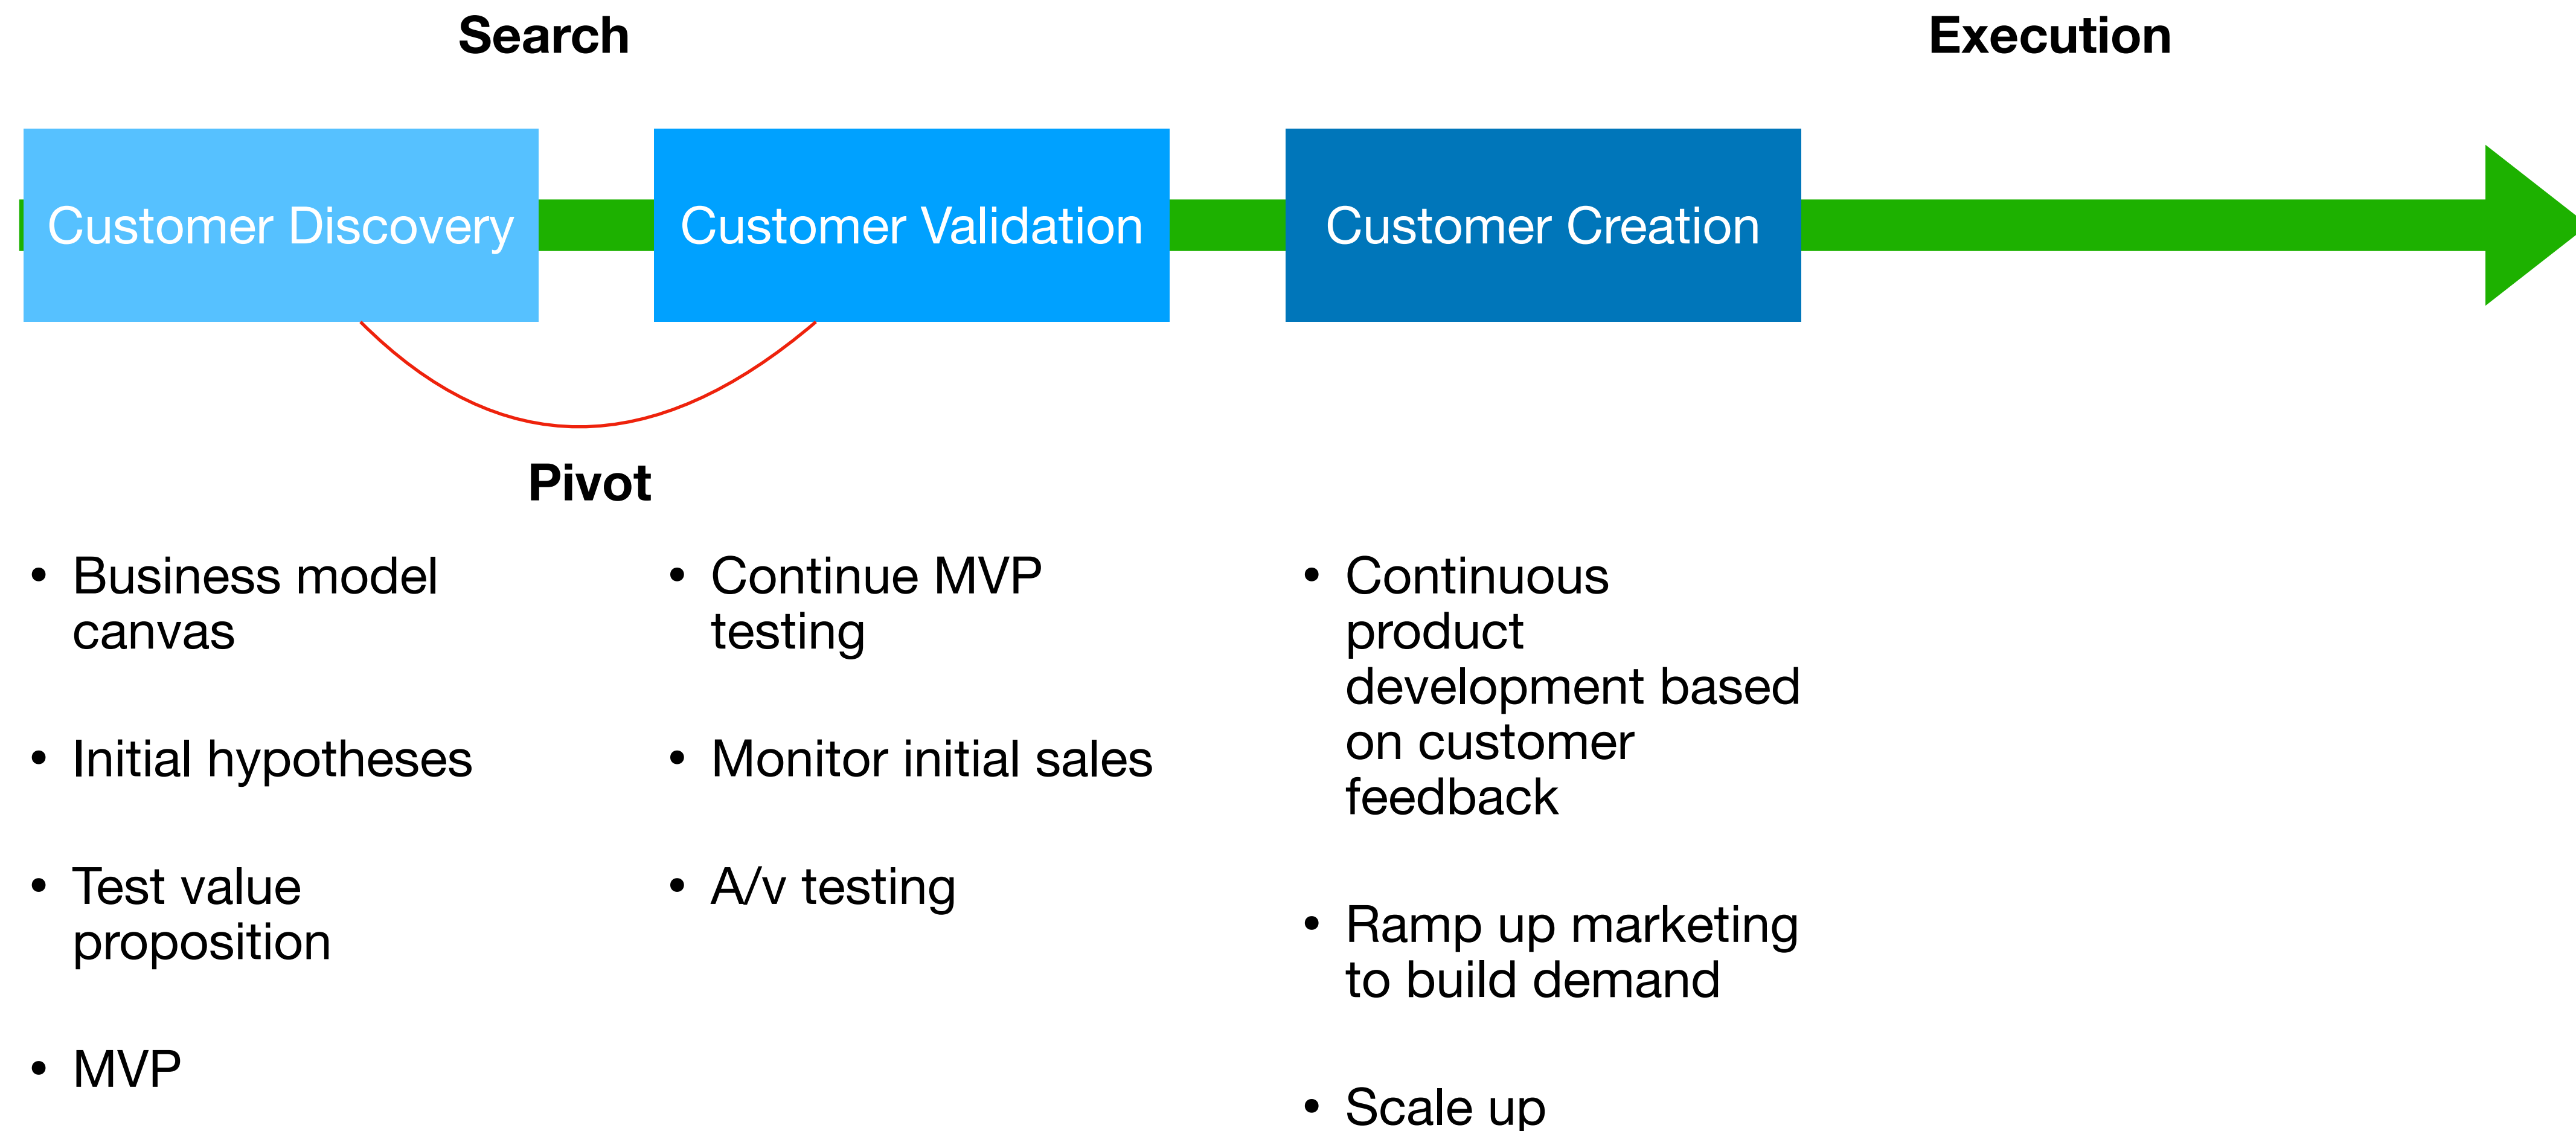 Search
Execution
Customer Discovery
Customer Validation
Customer Creation
Pivot
• Business model
canvas
• Initial hypotheses
• Test value
proposition
• MVP
• Continue MVP
testing
• Monitor initial sales
• A/v testing
• Continuous
product
development based
on customer
feedback
• Ramp up marketing
to build demand
• Scale up